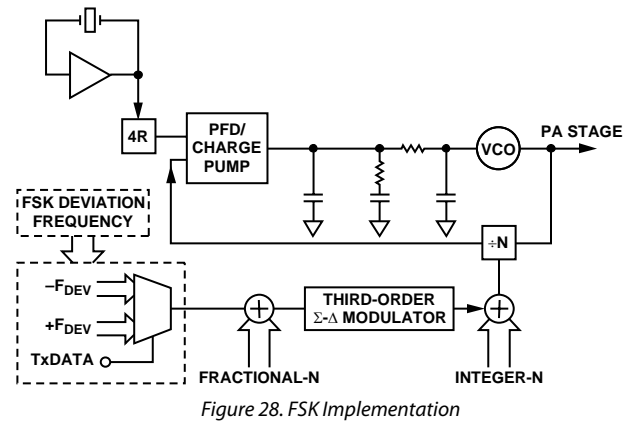 4R
PFD/
CHARGE
PUMP
VCO
PA STAGE
FSK DEVIATION
FREQUENCY
÷N
–FDEV
+FDEV
TxDATA
THIRD-ORDER
Σ-Δ MODULATOR
FRACTIONAL-N
INTEGER-N
Figure 28. FSK Implementation